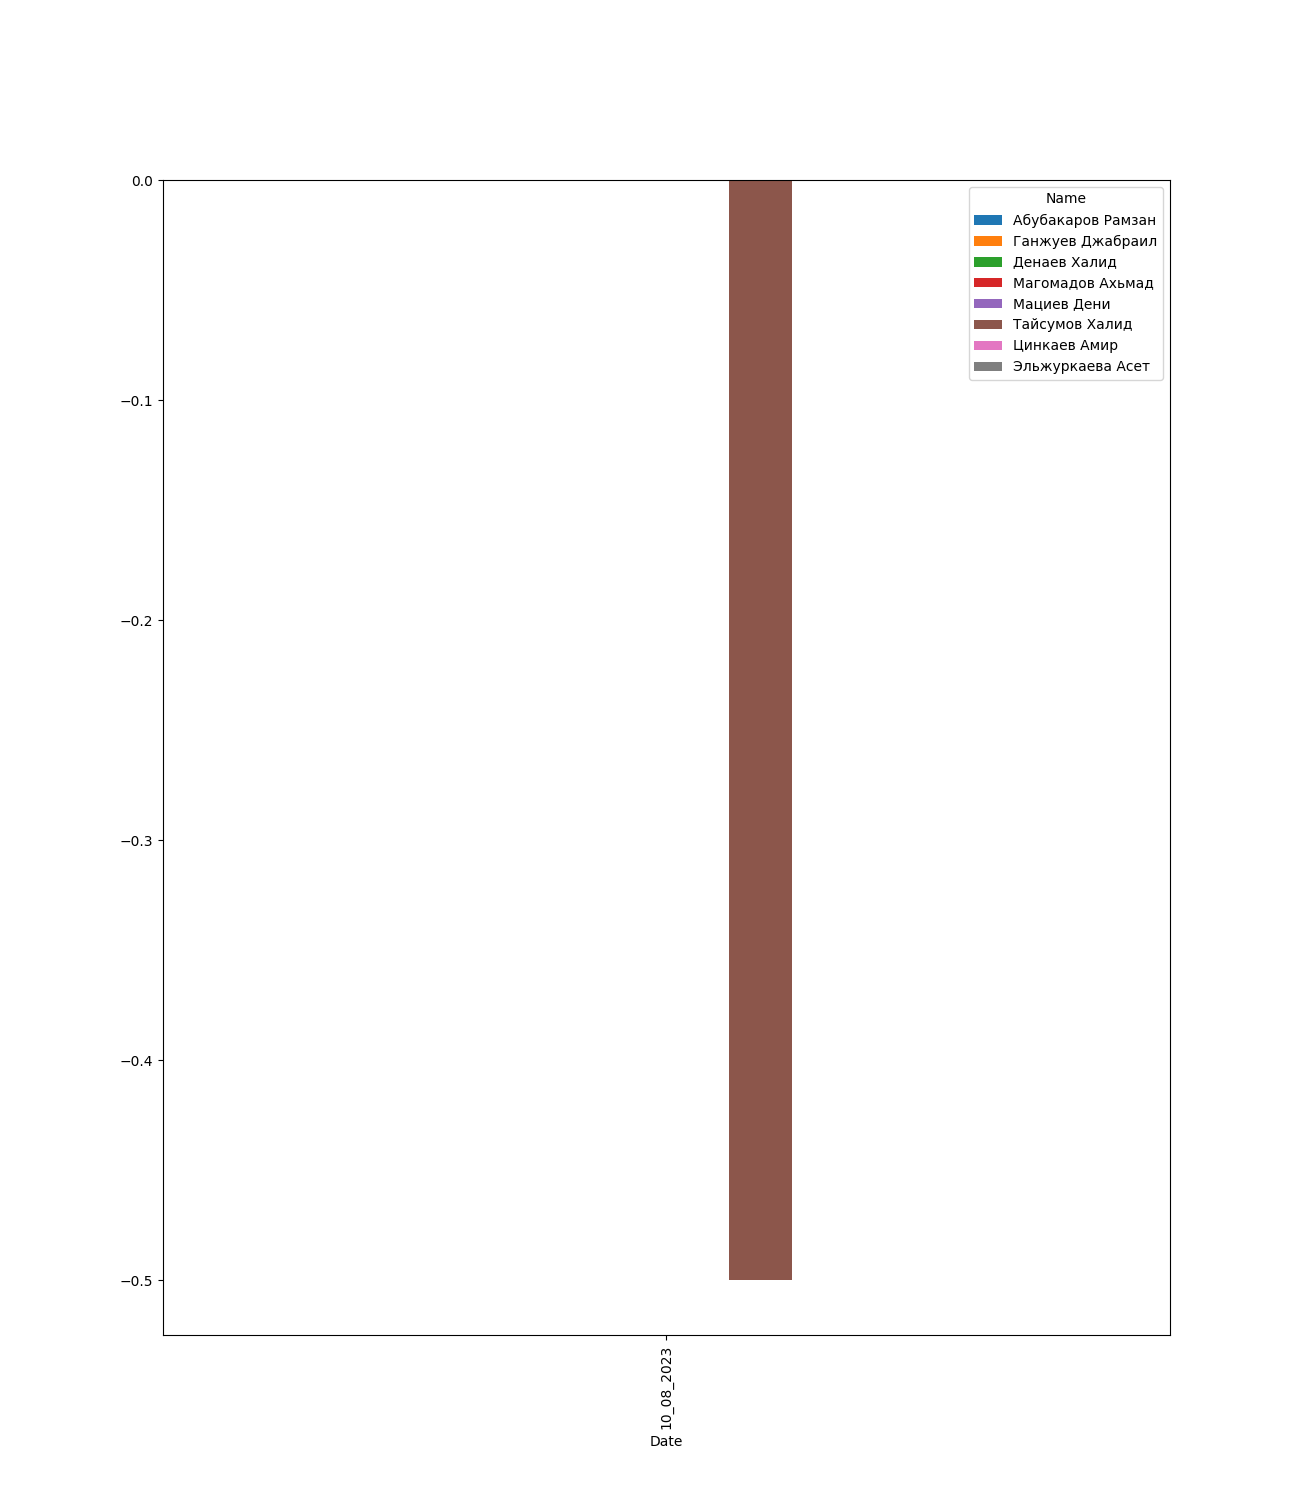 0.0
−0.1
−0.2
−0.3
−0.4
−0.5
Name
Абубакаров Рамзан
Ганжуев Джабраил
Денаев Халид
Магомадов Ахьмад
Мациев Дени
Тайсумов Халид
Цинкаев Амир
Эльжуркаева Асет
10_08_2023
Date